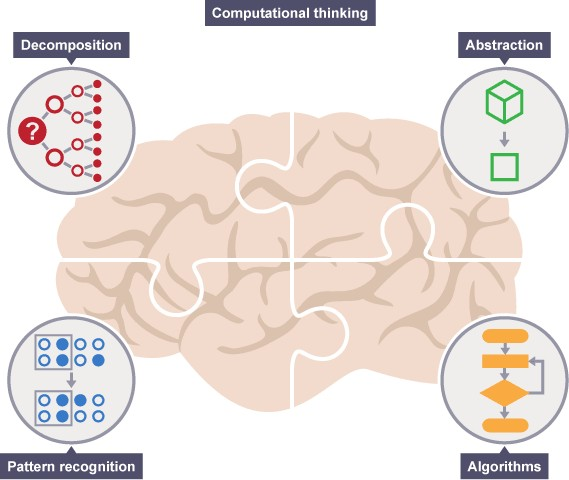 Computational thinking
Decomposition
Abstraction
?
Pattern recognition
Algorithms